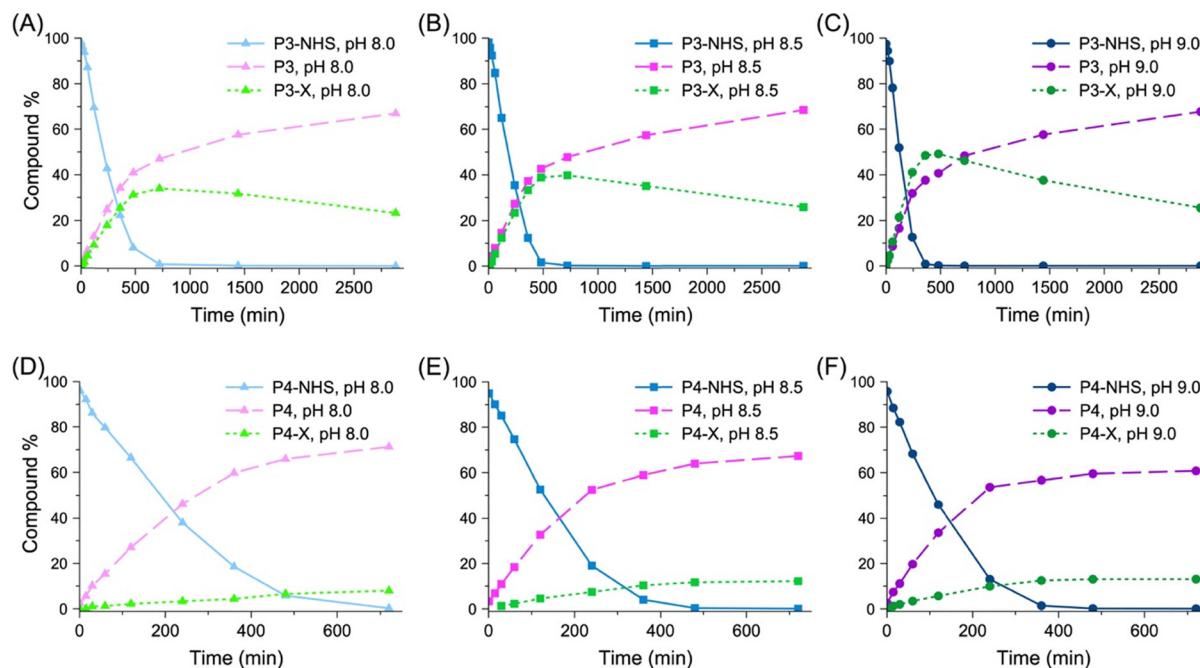 (A)
P3-NHS, pH 8.0
P3, pH 8.0
P3-X, pH 8.0
Compound %
100
80
60
40
20
0
0 500 1000 1500 2000 2500
Time (min)
(B)
P3-NHS, pH 8.5
P3, pH 8.5
P3-X, pH 8.5
100
80
60
40
20
0
0 500 1000 1500 2000 2500
Time (min)
(C)
P3-NHS, pH 9.0
P3, pH 9.0
P3-X, pH 9.0
100
80
60
40
20
0
0 500 1000 1500 2000 2500
Time (min)
(D)
P4-NHS, pH 8.0
P4, pH 8.0
P4-X, pH 8.0
Compound %
100
80
60
40
20
0
0 200 400 600
Time (min)
(E)
P4-NHS, pH 8.5
P4, pH 8.5
P4-X, pH 8.5
100
80
60
40
20
0
0 200 400 600
Time (min)
(F)
P4-NHS, pH 9.0
P4, pH 9.0
P4-X, pH 9.0
100
80
60
40
20
0
0 200 400 600
Time (min)